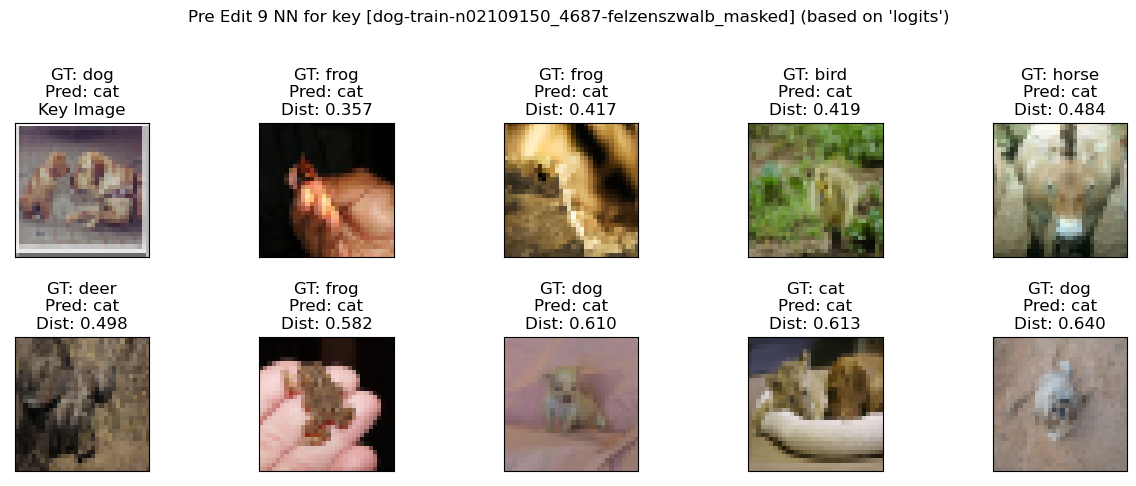 Pre Edit 9 NN for key [dog-train-n02109150_4687-felzenszwalb_masked] (based on 'logits')
GT: dog
Pred: cat
Key Image
GT: frog
Pred: cat
Dist: 0.357
GT: frog
Pred: cat
Dist: 0.417
GT: bird
Pred: cat
Dist: 0.419
GT: horse
Pred: cat
Dist: 0.484
GT: deer
Pred: cat
Dist: 0.498
GT: frog
Pred: cat
Dist: 0.582
GT: dog
Pred: cat
Dist: 0.610
GT: cat
Pred: cat
Dist: 0.613
GT: dog
Pred: cat
Dist: 0.640